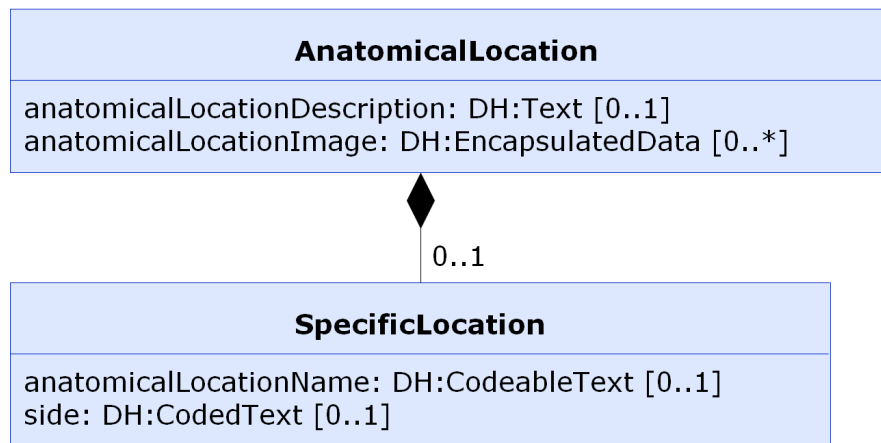 AnatomicalLocation
anatomicalLocationDescription: DH:Text [0..1]
anatomicalLocationImage: DH:EncapsulatedData [0..*]
0..1
SpecificLocation
anatomicalLocationName: DH:CodeableText [0..1]
side: DH:CodedText [0..1]